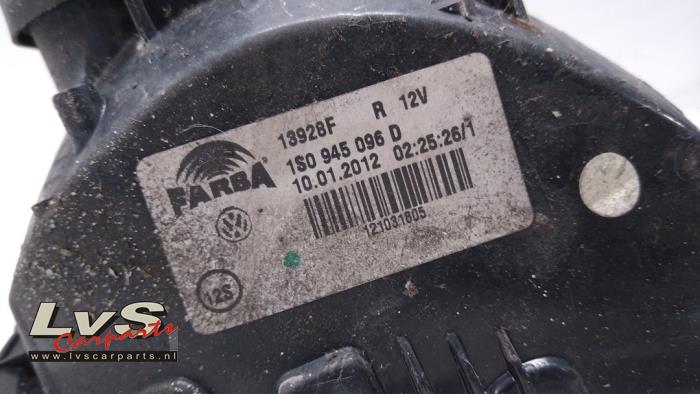 13928F R 12V
FARBA
1S0 945 096 D
10.01.2012 02:25:26/1
121031605
12S
LvS
Carparts
www.lvscarparts.nl